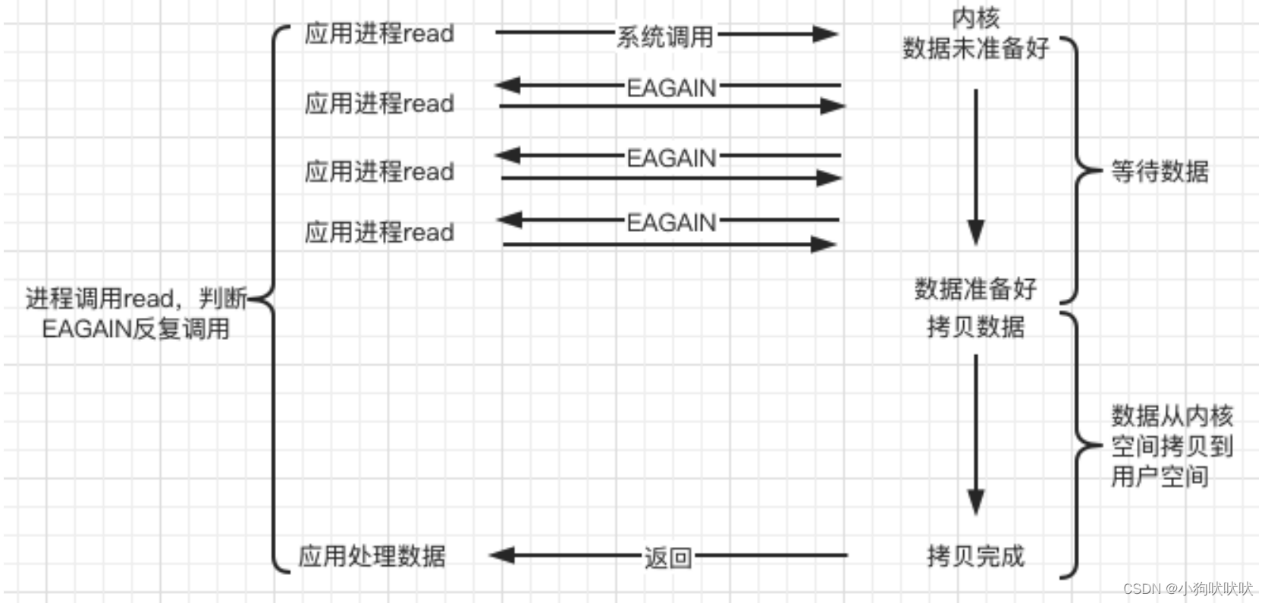 应用进程read
系统调用
内核
数据未准备好
EAGAIN
应用进程read
EAGAIN
应用进程read
等待数据
EAGAIN
应用进程read
进程调用read，判断
EAGAIN反复调用
数据准备好
拷贝数据
数据从内核
空间拷贝到
用户空间
应用处理数据
返回
拷贝完成
CSDN @小狗吠吠吠